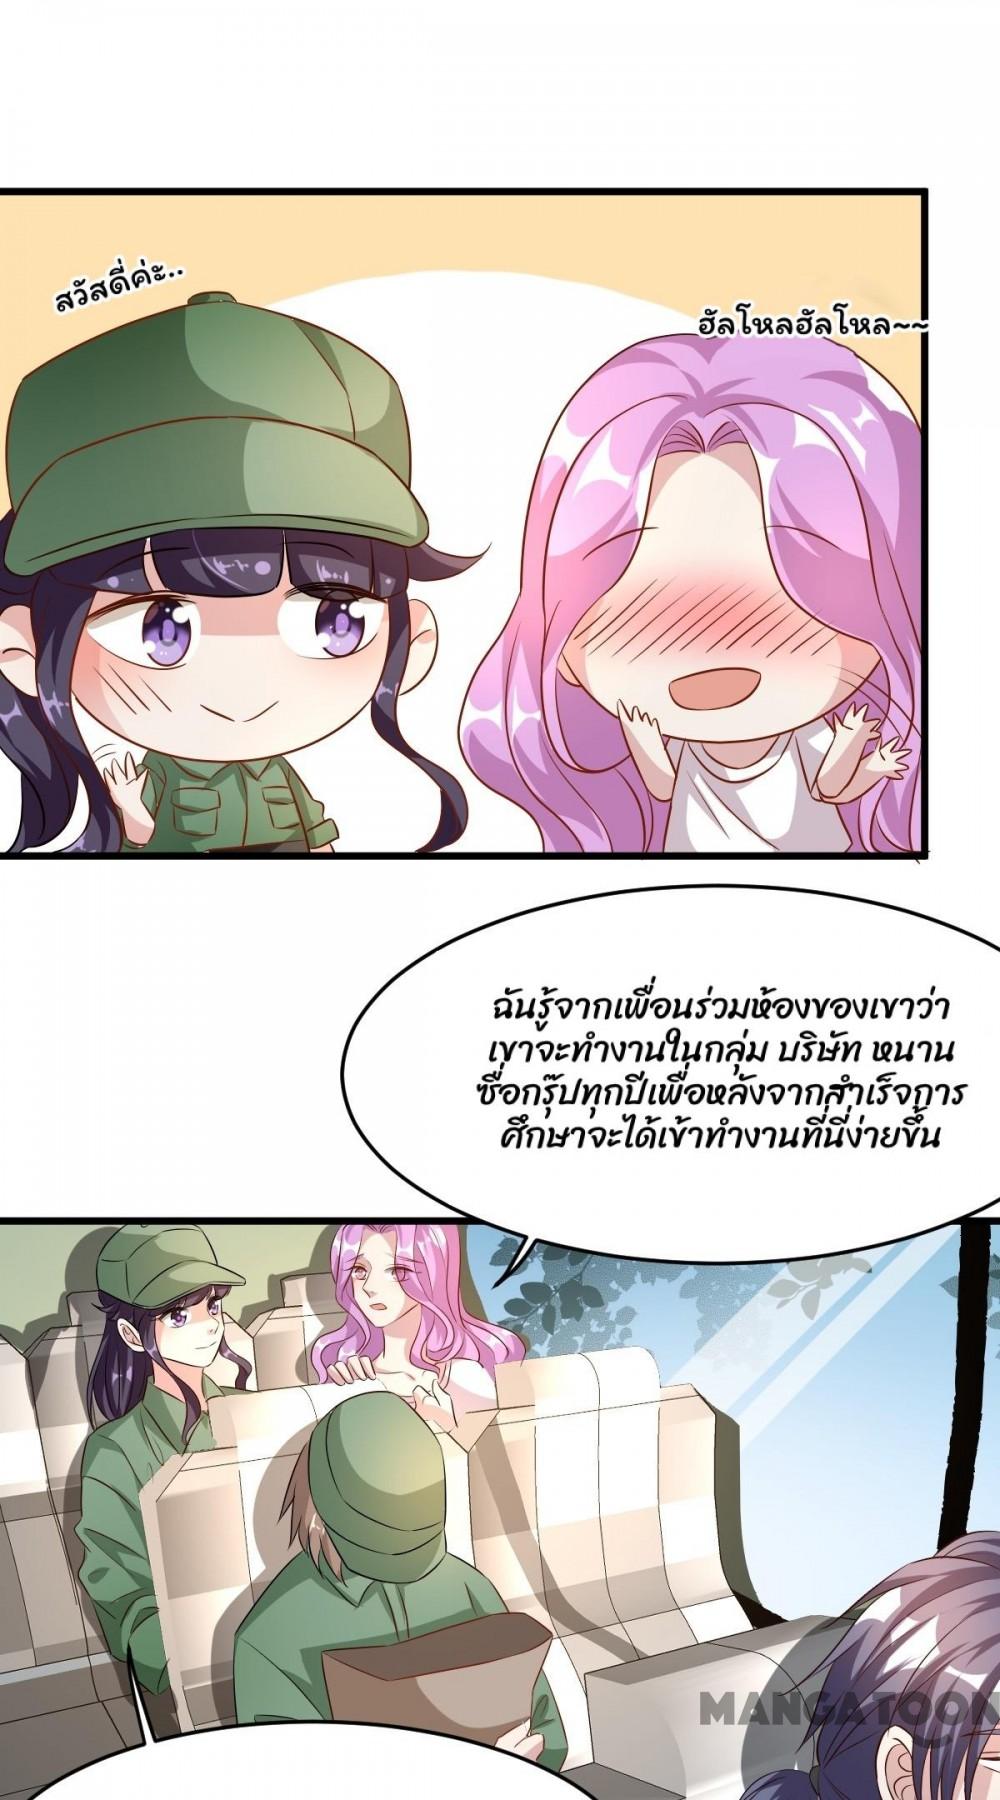 สวัสดี่ค่ะ..
ฮัลโหลฮัลโหล~~
ฉันรู้จากเพื่อนร่วมห้องของเขาว่า
เขาจะทำงานในกลุ่ม บริษัท หนาน
ซื่อกรุ๊ปทุกปีเพื่อหลังจากสำเร็จการ
ศึกษาจะได้เข้าทำงานที่นี่ง่ายขึ้น
MANGATOON